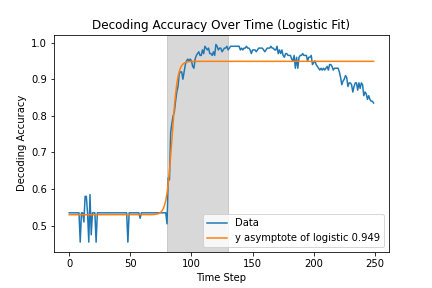 Decoding Accuracy Over Time (Logistic Fit)
1.0
0.9
0.8
0.7
0.6
0.5
Decoding Accuracy
Data
y asymptote of logistic 0.949
0 50 100 150 200 250
Time Step